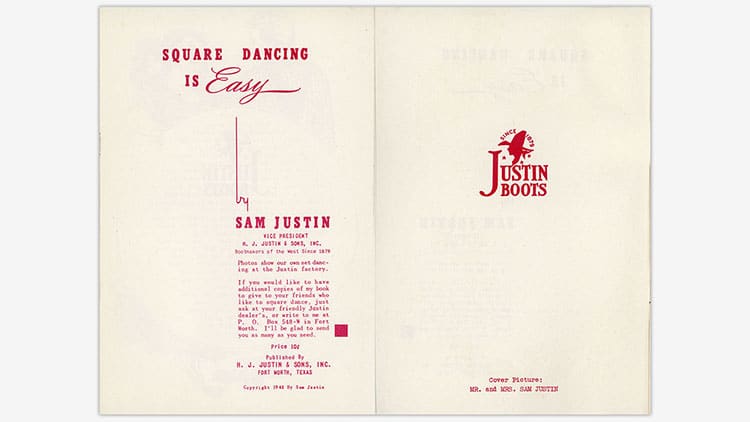 SQUARE DANCING
IS Easy
by
SAM JUSTIN
VICE PRESIDENT
H. J. JUSTIN & SONS, INC.
Bootmakers of the West Since 1879
Photos show our own set danc-
ing at the Justin factory.
If you would like to have
additional copies of my book
to give to your friends who
like to square dance, just
ask at your friendly Justin
dealer's, or write to me at
P. O. Box 548-W in Fort
Worth. I'll be glad to send
you as many as you need.
Price 10¢
Published By
H. J. JUSTIN & SONS, INC.
FORT WORTH, TEXAS
Copyright 1948 By Sam Justin
SINCE 1879
JUSTIN
BOOTS
Cover Picture:
MR. and MRS. SAM JUSTIN